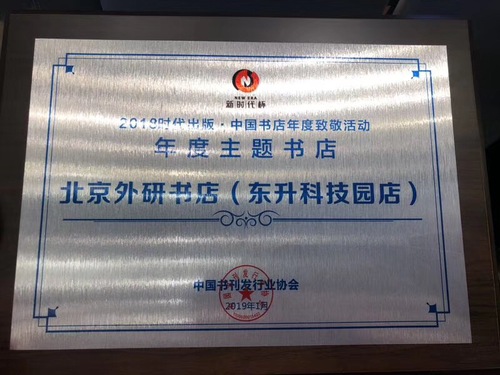 NEW ERA
新时代杯
2018时代出版·中国书店年度致敬活动
年度主题书店
北京外研书店（东升科技园店）
中国书刊发行业协会
2019年1月